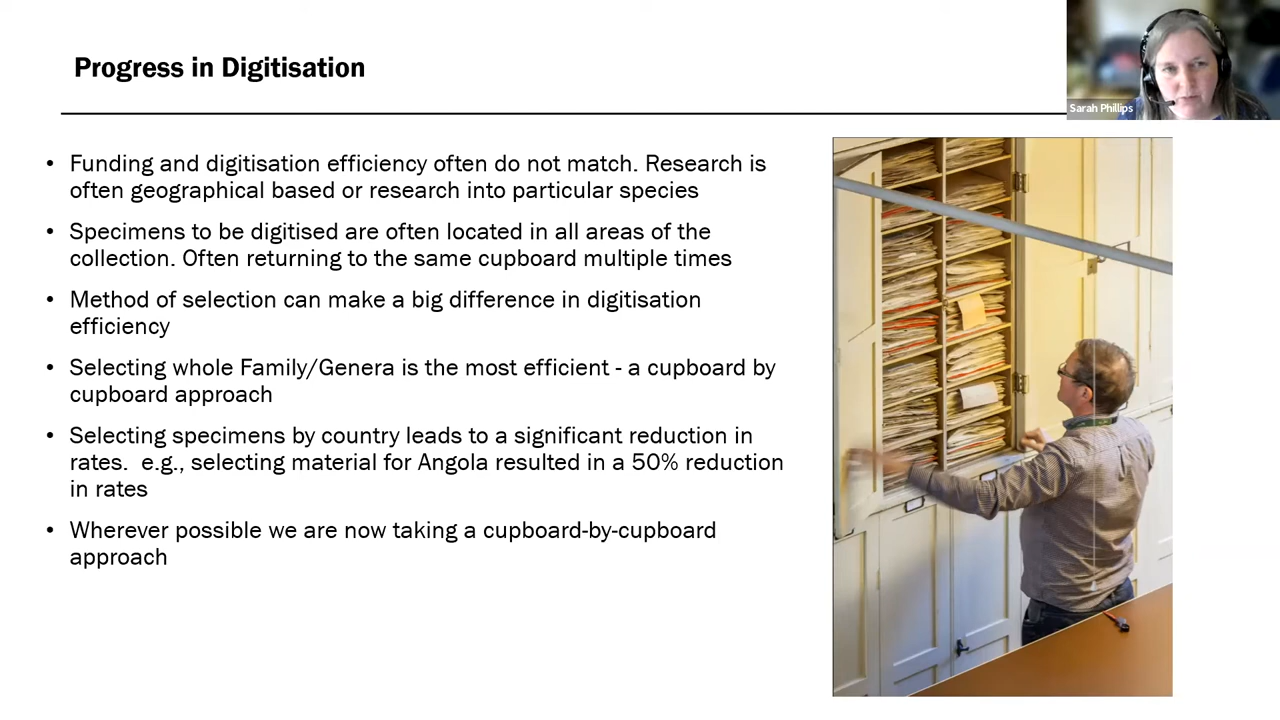 Progress in Digitisation
Sarah Phillips
• Funding and digitisation efficiency often do not match. Research is
often geographical based or research into particular species
• Specimens to be digitised are often located in all areas of the
collection. Often returning to the same cupboard multiple times
• Method of selection can make a big difference in digitisation
efficiency
• Selecting whole Family/Genera is the most efficient - a cupboard by
cupboard approach
• Selecting specimens by country leads to a significant reduction in
rates.  e.g., selecting material for Angola resulted in a 50% reduction
in rates
• Wherever possible we are now taking a cupboard-by-cupboard
approach